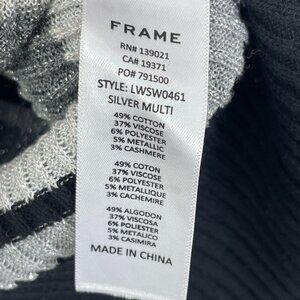 FRAME
RN# 139021
CA# 19371
PO# 791500
STYLE: LWSW0461
SILVER MULTI
49% COTTON
37% VISCOSE
6% POLYESTER
5% METALLIC
3% CASHMERE
49% COTON
37% VISCOSE
6% POLYESTER
5% METALLIQUE
3% CACHEMIRE
49% ALGODON
37% VISCOSA
6% POLIESTER
5% METALICO
3% CASIMIRA
MADE IN CHINA